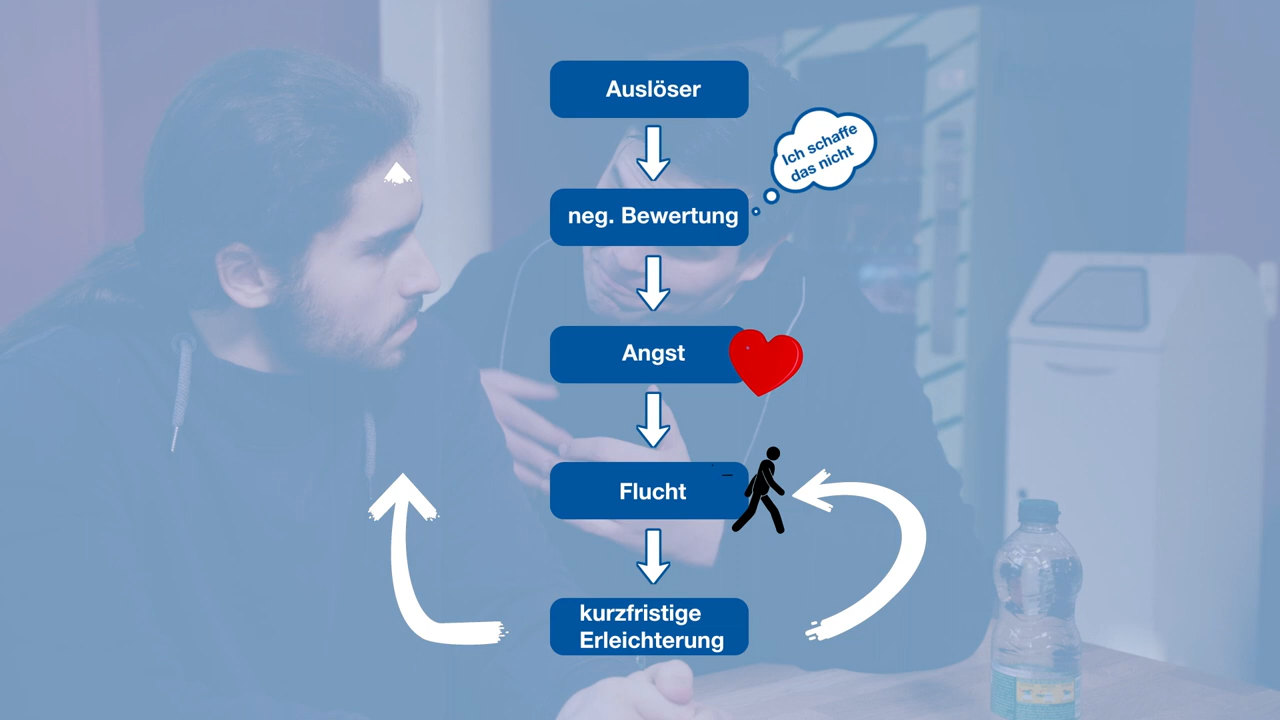 Auslöser
Ich schaffe
das nicht
neg. Bewertung
Angst
Flucht
kurzfristige
Erleichterung